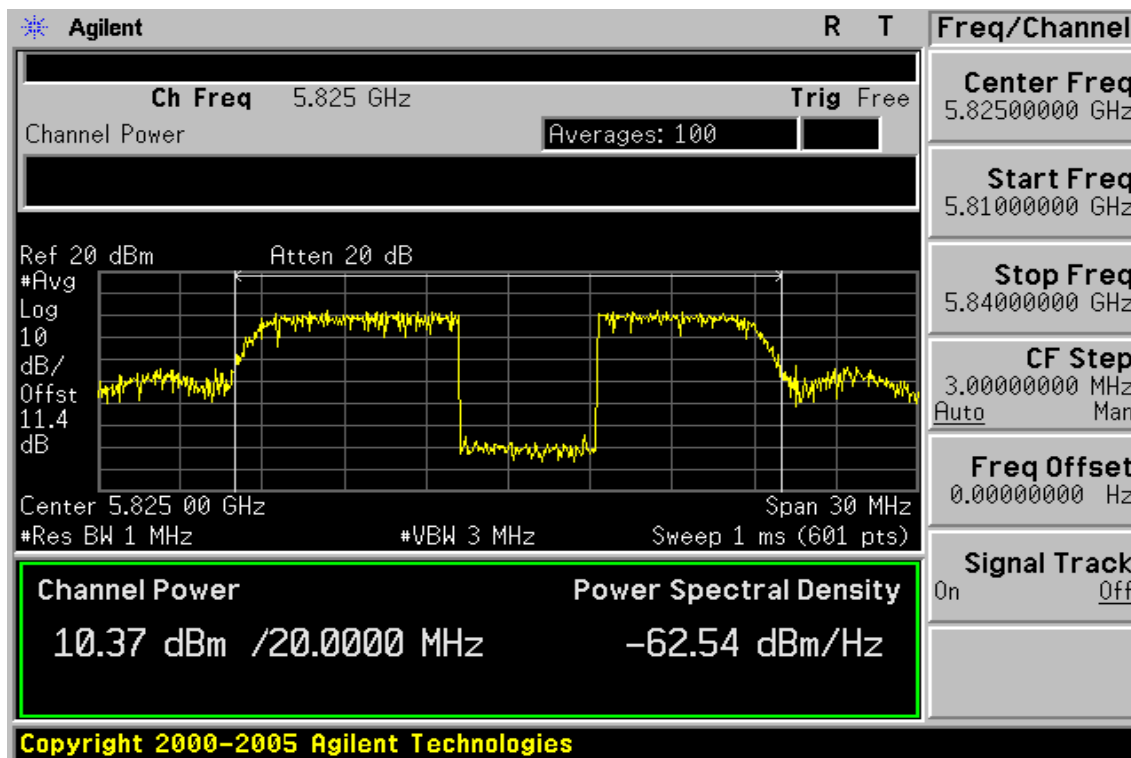 Agilent R T
Ch Freq 5.825 GHz Trig Free
Channel Power Averages: 100
Ref 20 dBm Atten 20 dB
#Avg
Log
10
dB/
Offst
11.4
dB
Center 5.825 00 GHz Span 30 MHz
#Res BW 1 MHz #VBW 3 MHz Sweep 1 ms (601 pts)
Channel Power Power Spectral Density
10.37 dBm /20.0000 MHz -62.54 dBm/Hz
Copyright 2000-2005 Agilent Technologies
Freq/Channel
Center Freq
5.82500000 GHz
Start Freq
5.81000000 GHz
Stop Freq
5.84000000 GHz
CF Step
3.00000000 MHz
Auto Man
Freq Offset
0.00000000 Hz
Signal Track
On Off